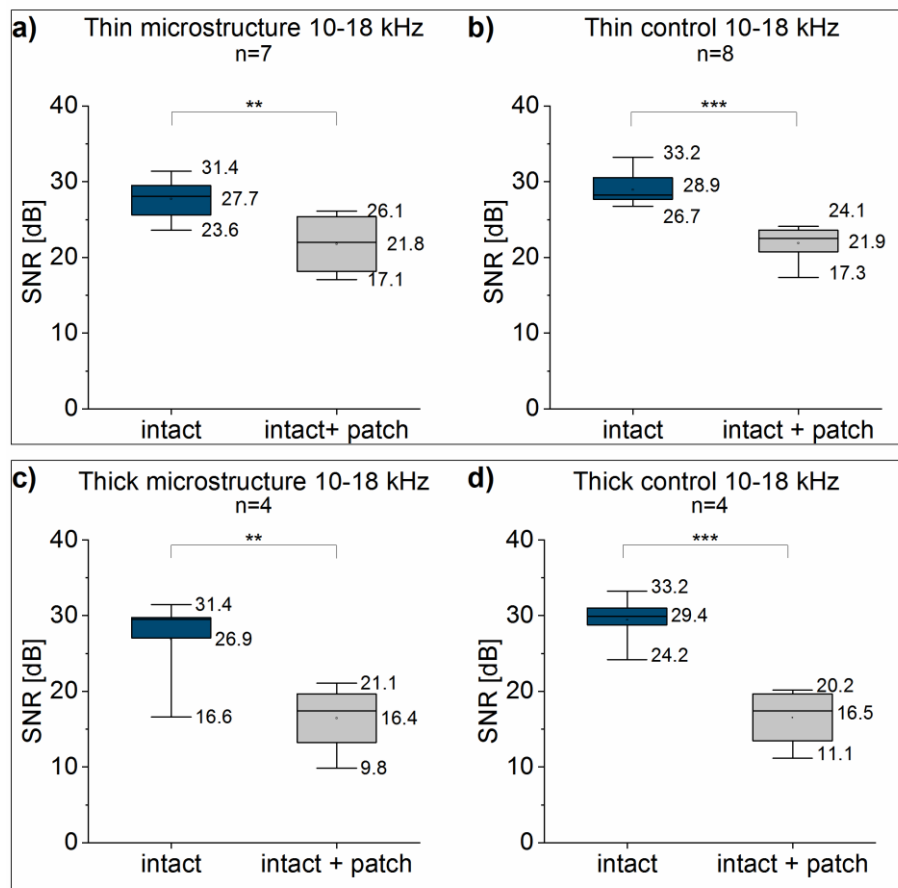 a) Thin microstructure 10-18 kHz
n=7
SNR [dB]
40
30
20
10
0
**
31.4
27.7
23.6
26.1
21.8
17.1
intact
intact+ patch
b) Thin control 10-18 kHz
n=8
SNR [dB]
40
30
20
10
0
***
33.2
28.9
26.7
24.1
21.9
17.3
intact
intact + patch
c) Thick microstructure 10-18 kHz
n=4
SNR [dB]
40
30
20
10
0
**
31.4
26.9
16.6
21.1
16.4
9.8
intact
intact + patch
d) Thick control 10-18 kHz
n=4
SNR [dB]
40
30
20
10
0
***
33.2
29.4
24.2
20.2
16.5
11.1
intact
intact + patch